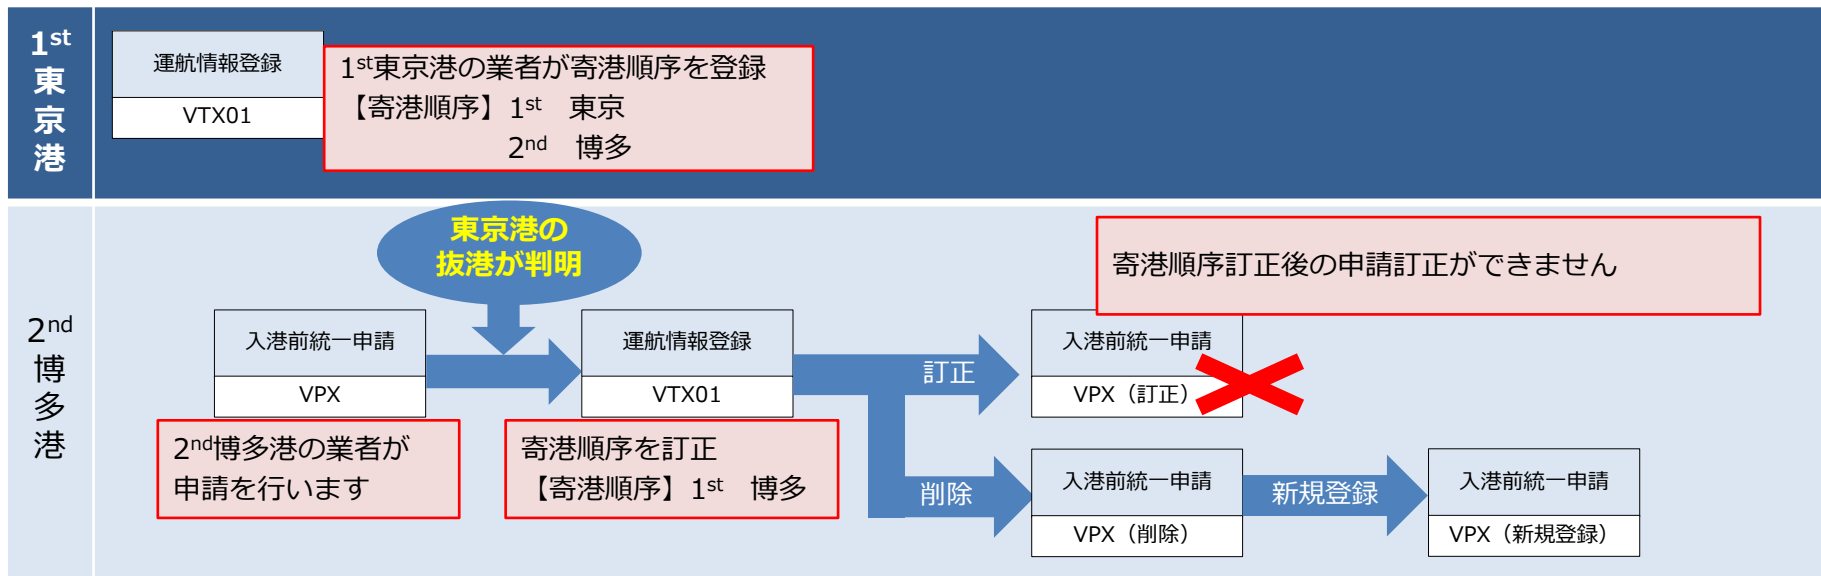 1st
東
京
港
運航情報登録
VTX01
1st東京港の業者が寄港順序を登録
【寄港順序】1st 東京
2nd 博多
2nd
博
多
港
東京港の
抜港が判明
入港前統一申請
VPX
2nd博多港の業者が
申請を行います
運航情報登録
VTX01
寄港順序を訂正
【寄港順序】1st 博多
訂正
寄港順序訂正後の申請訂正ができません
入港前統一申請
VPX（訂正）
削除
入港前統一申請
VPX（削除）
新規登録
入港前統一申請
VPX（新規登録）